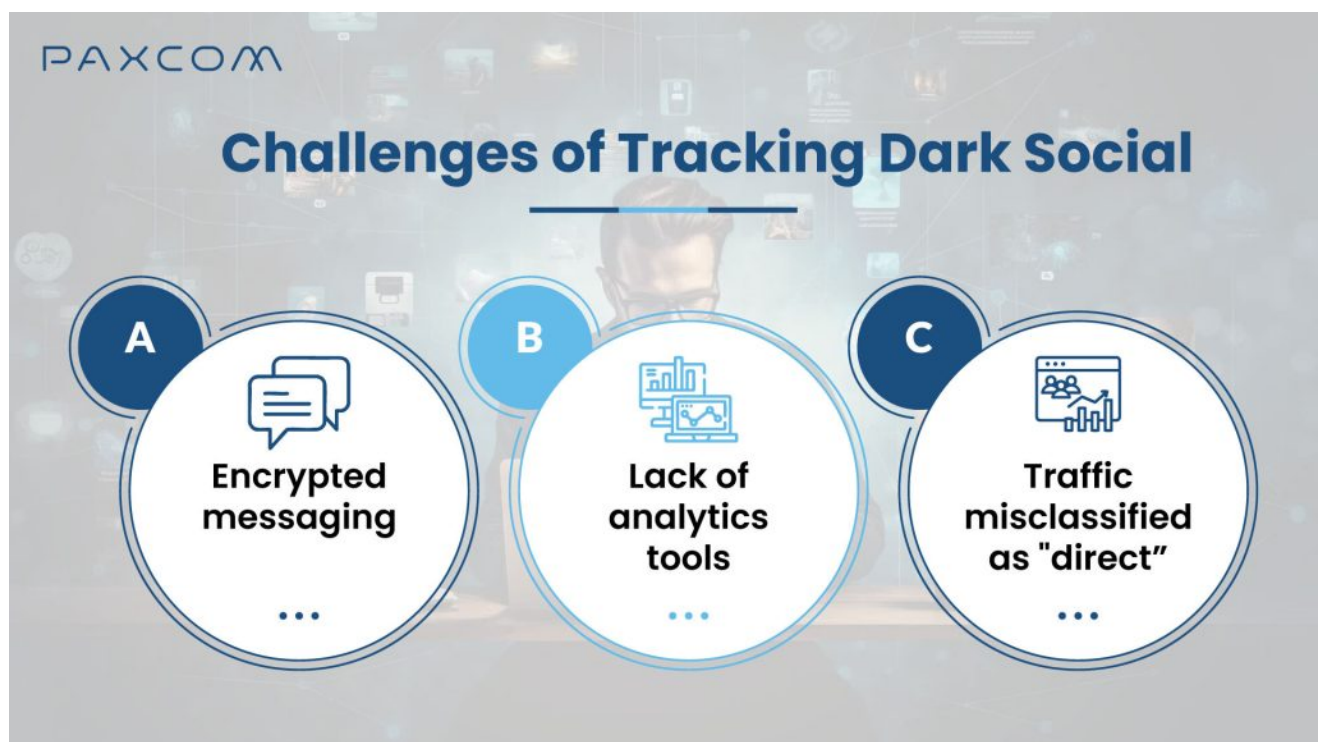 PAXCOM
Challenges of Tracking Dark Social
A
Encrypted
messaging
B
Lack of
analytics
tools
C
Traffic
misclassified
as "direct”